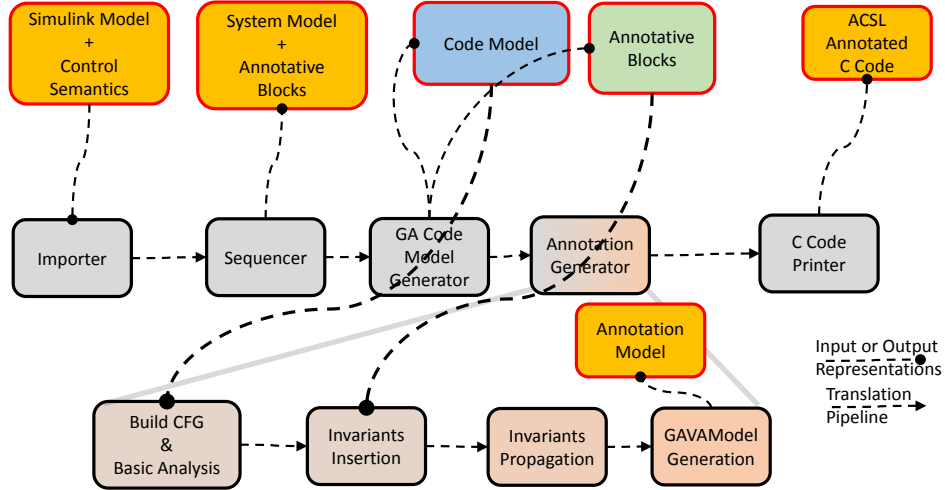 Simulink Model
+
Control
Semantics
System Model
+
Annotative
Blocks
Code Model
Annotative
Blocks
ACSL
Annotated
C Code
Importer
Sequencer
GA Code
Model
Generator
Annotation
Generator
C Code
Printer
Annotation
Model
Input or Output
Representations
Translation
Pipeline
Build CFG
&
Basic Analysis
Invariants
Insertion
Invariants
Propagation
GAVAModel
Generation